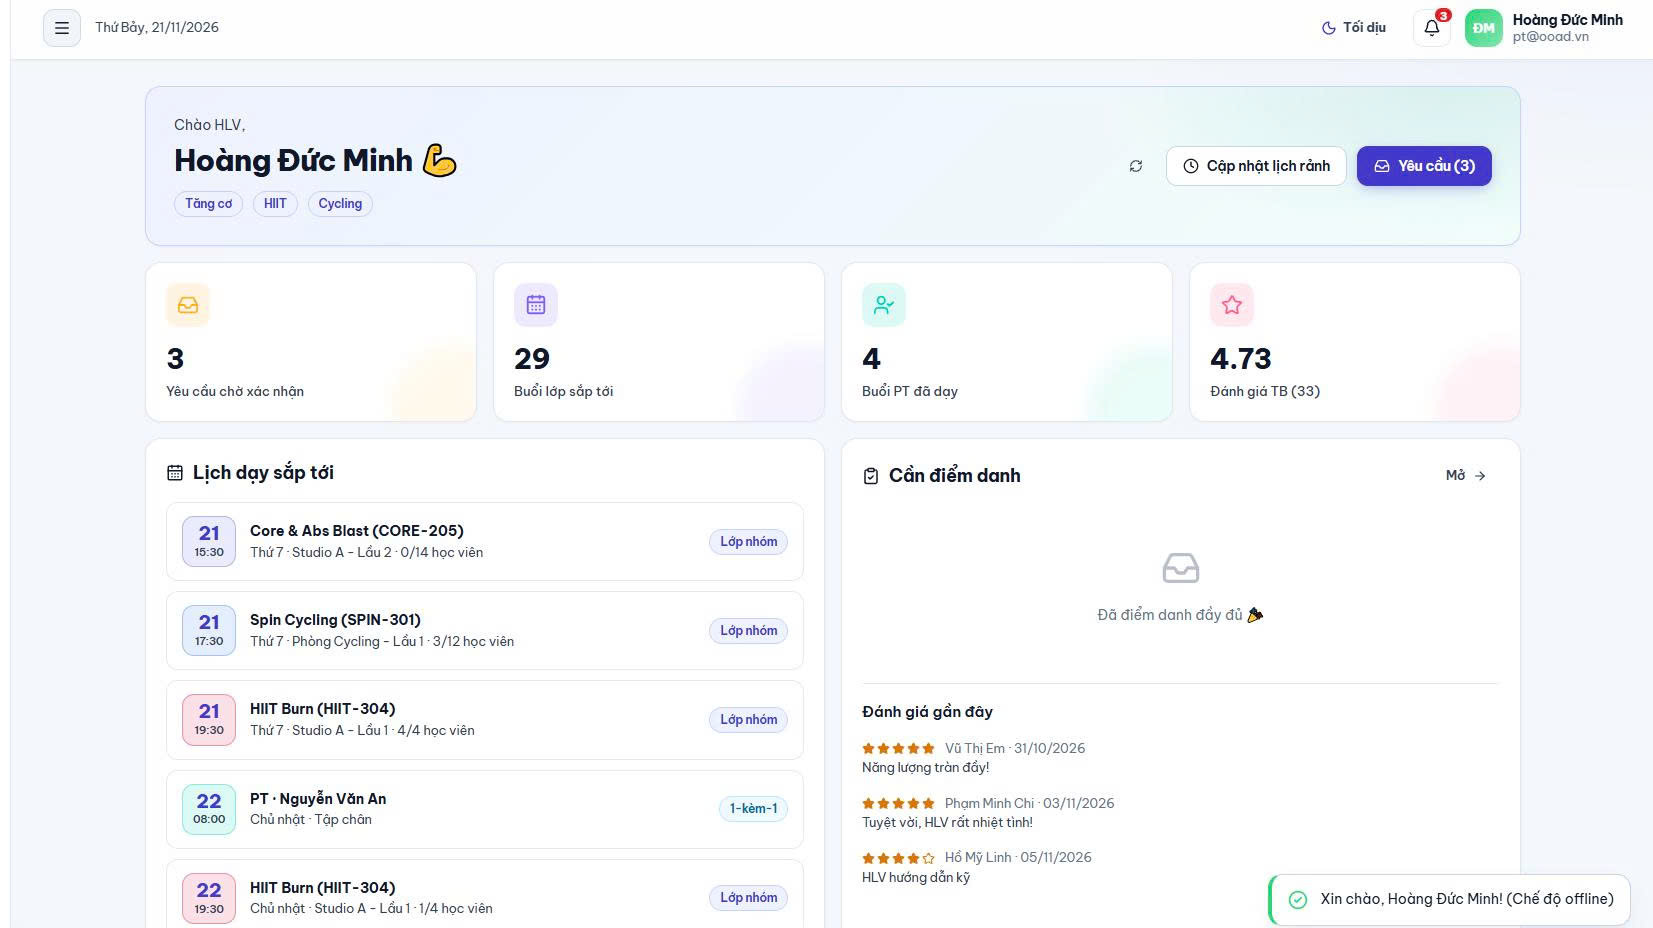 Thứ Bảy, 21/11/2026
Tối dịu
3
ĐM
Hoàng Đức Minh
pt@ooad.vn
Chào HLV,
Hoàng Đức Minh 💪
Tăng cơ
HIIT
Cycling
Cập nhật lịch rảnh
Yêu cầu (3)
3
Yêu cầu chờ xác nhận
29
Buổi lớp sắp tới
4
Buổi PT đã dạy
4.73
Đánh giá TB (33)
Lịch dạy sắp tới
21
15:30
Core & Abs Blast (CORE-205)
Thứ 7 · Studio A - Lầu 2 · 0/14 học viên
Lớp nhóm
21
17:30
Spin Cycling (SPIN-301)
Thứ 7 · Phòng Cycling - Lầu 1 · 3/12 học viên
Lớp nhóm
21
19:30
HIIT Burn (HIIT-304)
Thứ 7 · Studio A - Lầu 1 · 4/4 học viên
Lớp nhóm
22
08:00
PT · Nguyễn Văn An
Chủ nhật · Tập chân
1-kèm-1
22
19:30
HIIT Burn (HIIT-304)
Chủ nhật · Studio A - Lầu 1 · 1/4 học viên
Lớp nhóm
Cần điểm danh
Mở →
Đã điểm danh đầy đủ 🎉
Đánh giá gần đây
★★★★★ Vũ Thị Em · 31/10/2026
Năng lượng tràn đầy!
★★★★★ Phạm Minh Chi · 03/11/2026
Tuyệt vời, HLV rất nhiệt tình!
★★★★☆ Hồ Mỹ Linh · 05/11/2026
HLV hướng dẫn kỹ
Xin chào, Hoàng Đức Minh! (Chế độ offline)